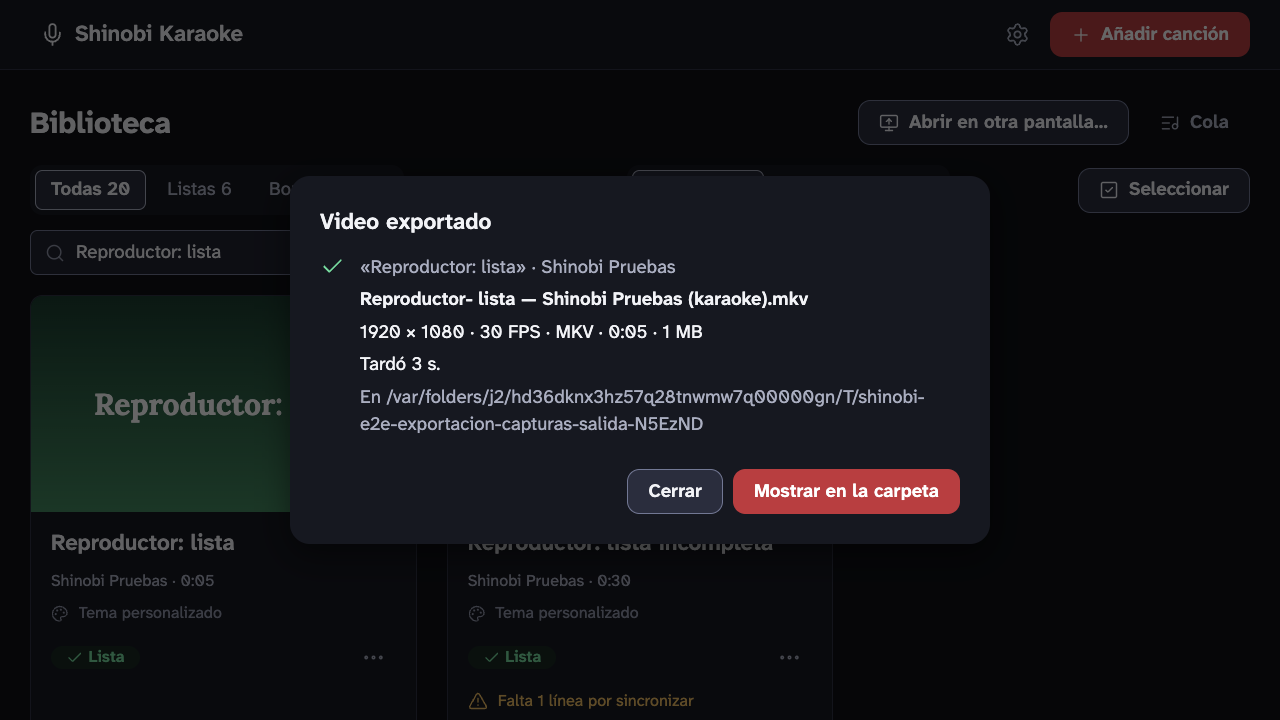 Shinobi Karaoke
Añadir canción
Biblioteca
Abrir en otra pantalla...
Cola
Todas 20
Listas 6
Bo
Seleccionar
Reproductor: lista
Video exportado
«Reproductor: lista» · Shinobi Pruebas
Reproductor- lista — Shinobi Pruebas (karaoke).mkv
1920 × 1080 · 30 FPS · MKV · 0:05 · 1 MB
Tardó 3 s.
En /var/folders/j2/hd36dknx3hz57q28tnwmw7q00000gn/T/shinobi-
e2e-exportacion-capturas-salida-N5EzND
Cerrar
Mostrar en la carpeta
Reproductor:
Reproductor: lista
Shinobi Pruebas · 0:05
Tema personalizado
Lista
Reproductor: lista incompleta
Shinobi Pruebas · 0:30
Tema personalizado
Lista
Falta 1 línea por sincronizar